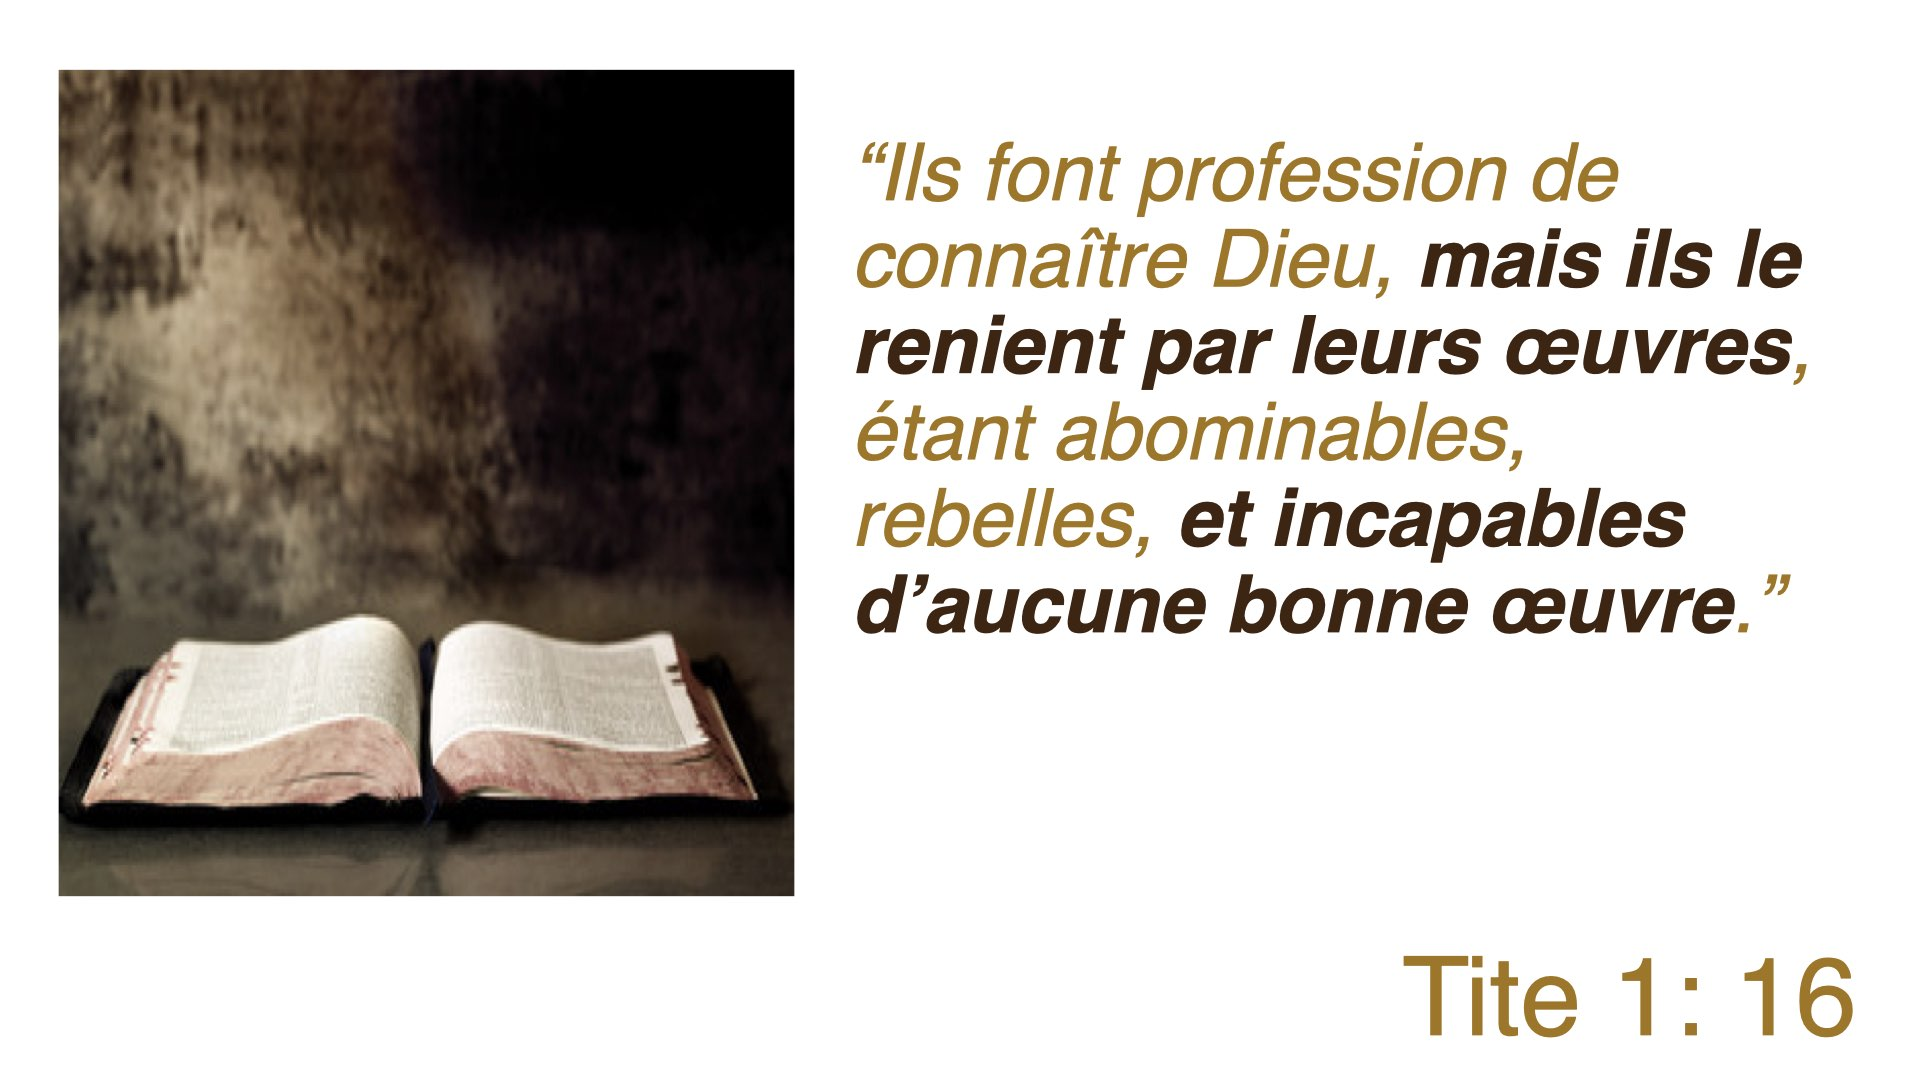 “Ils font profession de
connaître Dieu, mais ils le
renient par leurs œuvres,
étant abominables,
rebelles, et incapables
d’aucune bonne œuvre.”
Tite 1: 16